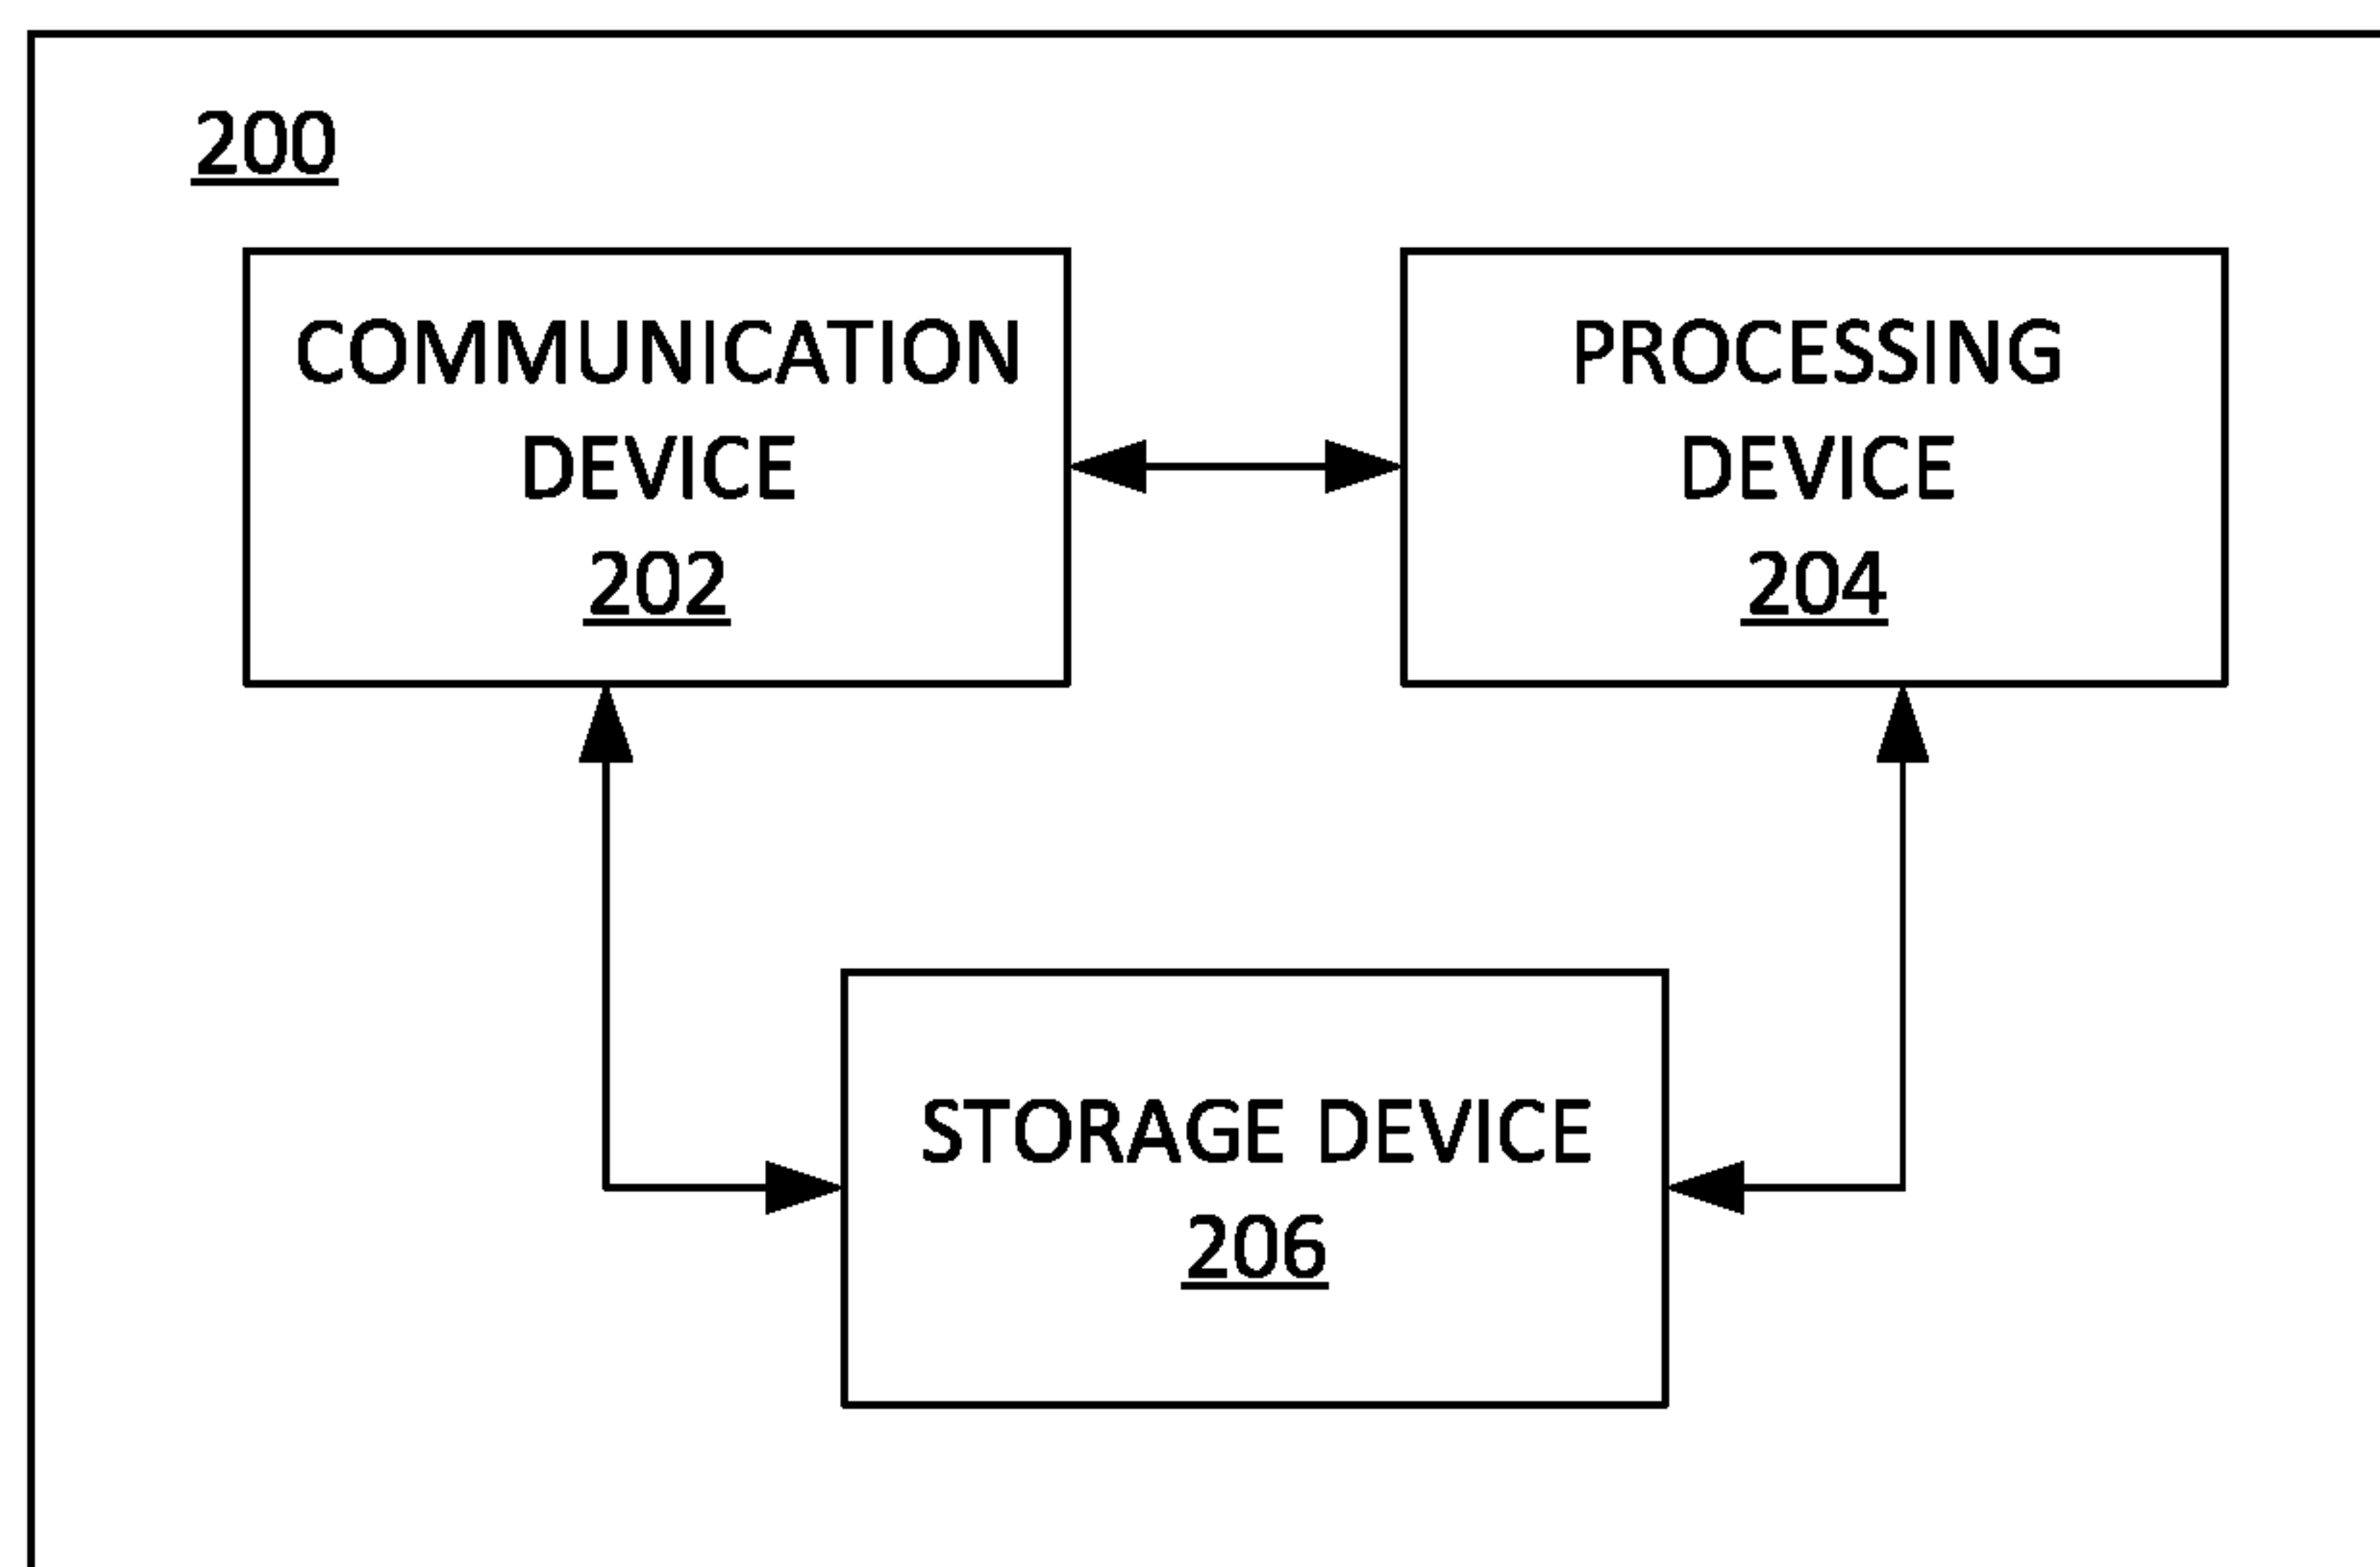 200
COMMUNICATION
DEVICE
202
PROCESSING
DEVICE
204
STORAGE DEVICE
206